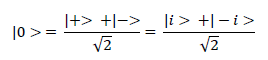 |0 > = |+> +|−> / √2 = |i > +|−i > / √2